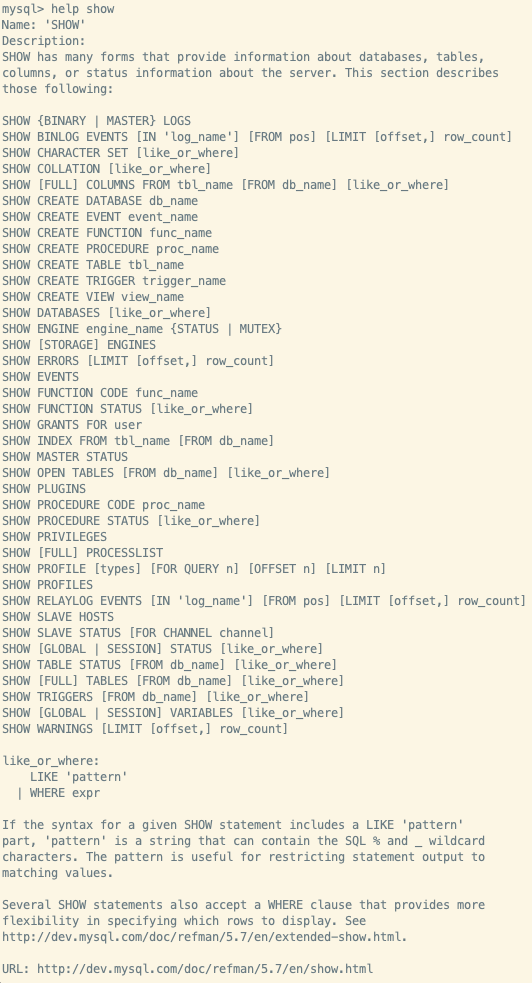 mysql> help show
Name: 'SHOW'
Description:
SHOW has many forms that provide information about databases, tables,
columns, or status information about the server. This section describes
those following:

SHOW {BINARY | MASTER} LOGS
SHOW BINLOG EVENTS [IN 'log_name'] [FROM pos] [LIMIT [offset,] row_count]
SHOW CHARACTER SET [like_or_where]
SHOW COLLATION [like_or_where]
SHOW [FULL] COLUMNS FROM tbl_name [FROM db_name] [like_or_where]
SHOW CREATE DATABASE db_name
SHOW CREATE EVENT event_name
SHOW CREATE FUNCTION func_name
SHOW CREATE PROCEDURE proc_name
SHOW CREATE TABLE tbl_name
SHOW CREATE TRIGGER trigger_name
SHOW CREATE VIEW view_name
SHOW DATABASES [like_or_where]
SHOW ENGINE engine_name {STATUS | MUTEX}
SHOW [STORAGE] ENGINES
SHOW ERRORS [LIMIT [offset,] row_count]
SHOW EVENTS
SHOW FUNCTION CODE func_name
SHOW FUNCTION STATUS [like_or_where]
SHOW GRANTS FOR user
SHOW INDEX FROM tbl_name [FROM db_name]
SHOW MASTER STATUS
SHOW OPEN TABLES [FROM db_name] [like_or_where]
SHOW PLUGINS
SHOW PROCEDURE CODE proc_name
SHOW PROCEDURE STATUS [like_or_where]
SHOW PRIVILEGES
SHOW [FULL] PROCESSLIST
SHOW PROFILE [types] [FOR QUERY n] [OFFSET n] [LIMIT n]
SHOW PROFILES
SHOW RELAYLOG EVENTS [IN 'log_name'] [FROM pos] [LIMIT [offset,] row_count]
SHOW SLAVE HOSTS
SHOW SLAVE STATUS [FOR CHANNEL channel]
SHOW [GLOBAL | SESSION] STATUS [like_or_where]
SHOW TABLE STATUS [FROM db_name] [like_or_where]
SHOW [FULL] TABLES [FROM db_name] [like_or_where]
SHOW TRIGGERS [FROM db_name] [like_or_where]
SHOW [GLOBAL | SESSION] VARIABLES [like_or_where]
SHOW WARNINGS [LIMIT [offset,] row_count]

like_or_where:
    LIKE 'pattern'
  | WHERE expr

If the syntax for a given SHOW statement includes a LIKE 'pattern'
part, 'pattern' is a string that can contain the SQL % and _ wildcard
characters. The pattern is useful for restricting statement output to
matching values.

Several SHOW statements also accept a WHERE clause that provides more
flexibility in specifying which rows to display. See
http://dev.mysql.com/doc/refman/5.7/en/extended-show.html.

URL: http://dev.mysql.com/doc/refman/5.7/en/show.html